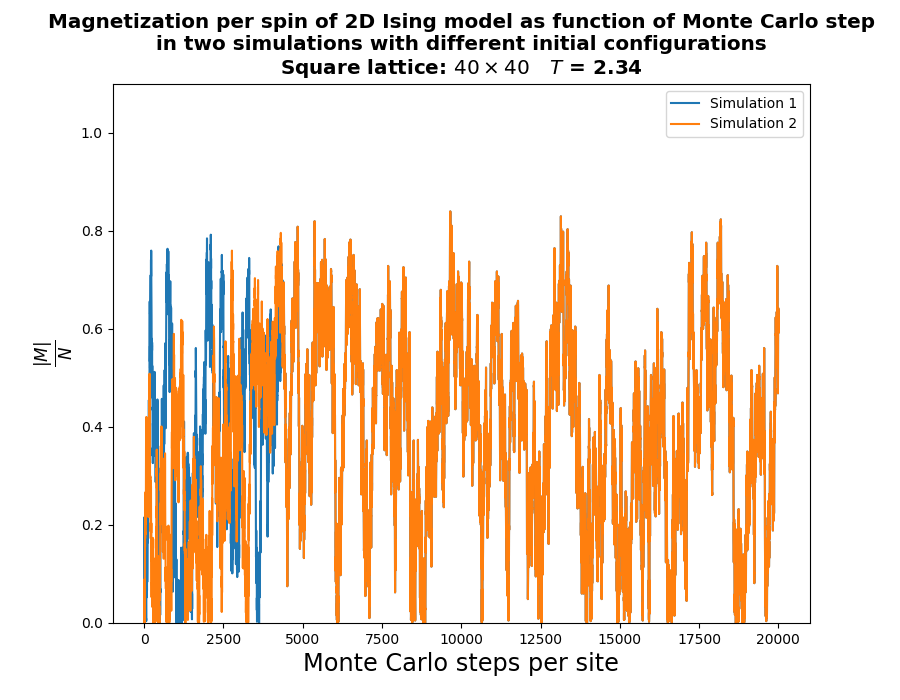 Magnetization per spin of 2D Ising model as function of Monte Carlo step
in two simulations with different initial configurations
Square lattice: 40 × 40 T = 2.34
Simulation 1
Simulation 2
1.0
0.8
0.6
0.4
0.2
0.0
|M|
N
0 2500 5000 7500 10000 12500 15000 17500 20000
Monte Carlo steps per site